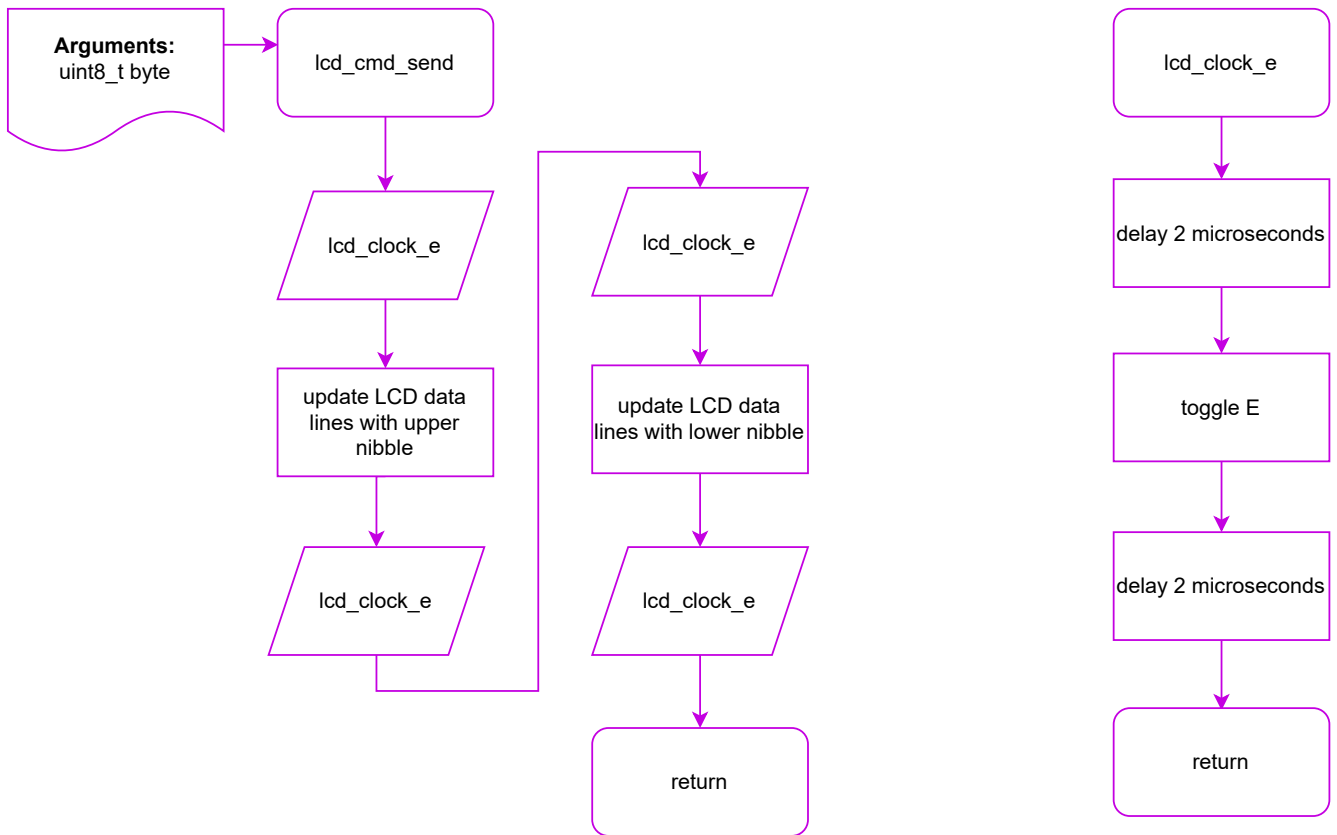 Arguments:
uint8_t byte
lcd_cmd_send
lcd_clock_e
update LCD data
lines with upper
nibble
lcd_clock_e
lcd_clock_e
update LCD data
lines with lower nibble
lcd_clock_e
return
lcd_clock_e
delay 2 microseconds
toggle E
delay 2 microseconds
return